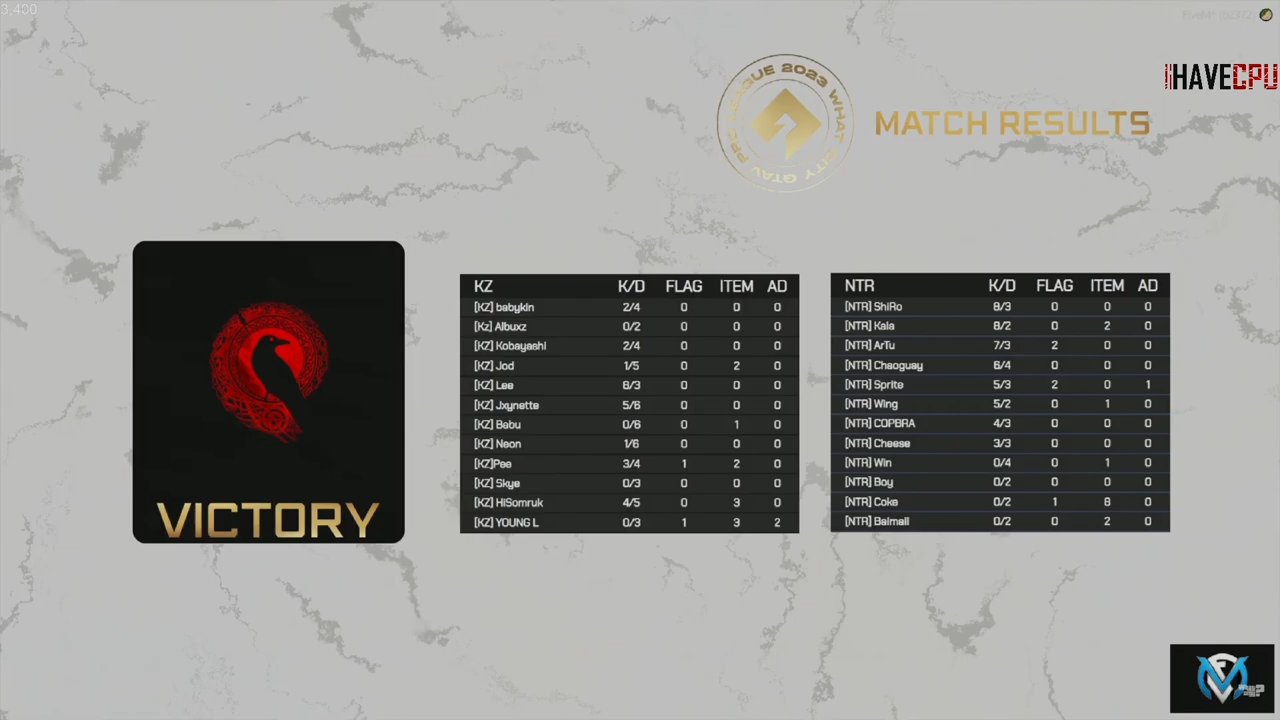 3,400
iHAVECPU
PRO LEAGUE 2023 WHAT CITY GTAV
MATCH RESULTS
VICTORY
KZ K/D FLAG ITEM AD
[KZ] babykin 2/4 0 0 0
[Kz] Albuxz 0/2 0 0 0
[KZ] Kobayashi 2/4 0 0 0
[KZ] Jod 1/5 0 2 0
[KZ] Lee 8/3 0 0 0
[KZ] Jxynette 5/6 0 0 0
[KZ] Babu 0/6 0 1 0
[KZ] Neon 1/6 0 0 0
[KZ]Pee 3/4 1 2 0
[KZ] Skye 0/3 0 0 0
[KZ] HiSomruk 4/5 0 3 0
[KZ] YOUNG L 0/3 1 3 2
NTR K/D FLAG ITEM AD
[NTR] ShiRo 8/3 0 0 0
[NTR] Kala 8/2 0 2 0
[NTR] ArTu 7/3 2 0 0
[NTR] Chaoguay 6/4 0 0 0
[NTR] Sprite 5/3 2 0 1
[NTR] Wing 5/2 0 1 0
[NTR] COPBRA 4/3 0 0 0
[NTR] Cheese 3/3 0 0 0
[NTR] Win 0/4 0 1 0
[NTR] Boy 0/2 0 0 0
[NTR] Coke 0/2 1 8 0
[NTR] Balmall 0/2 0 2 0